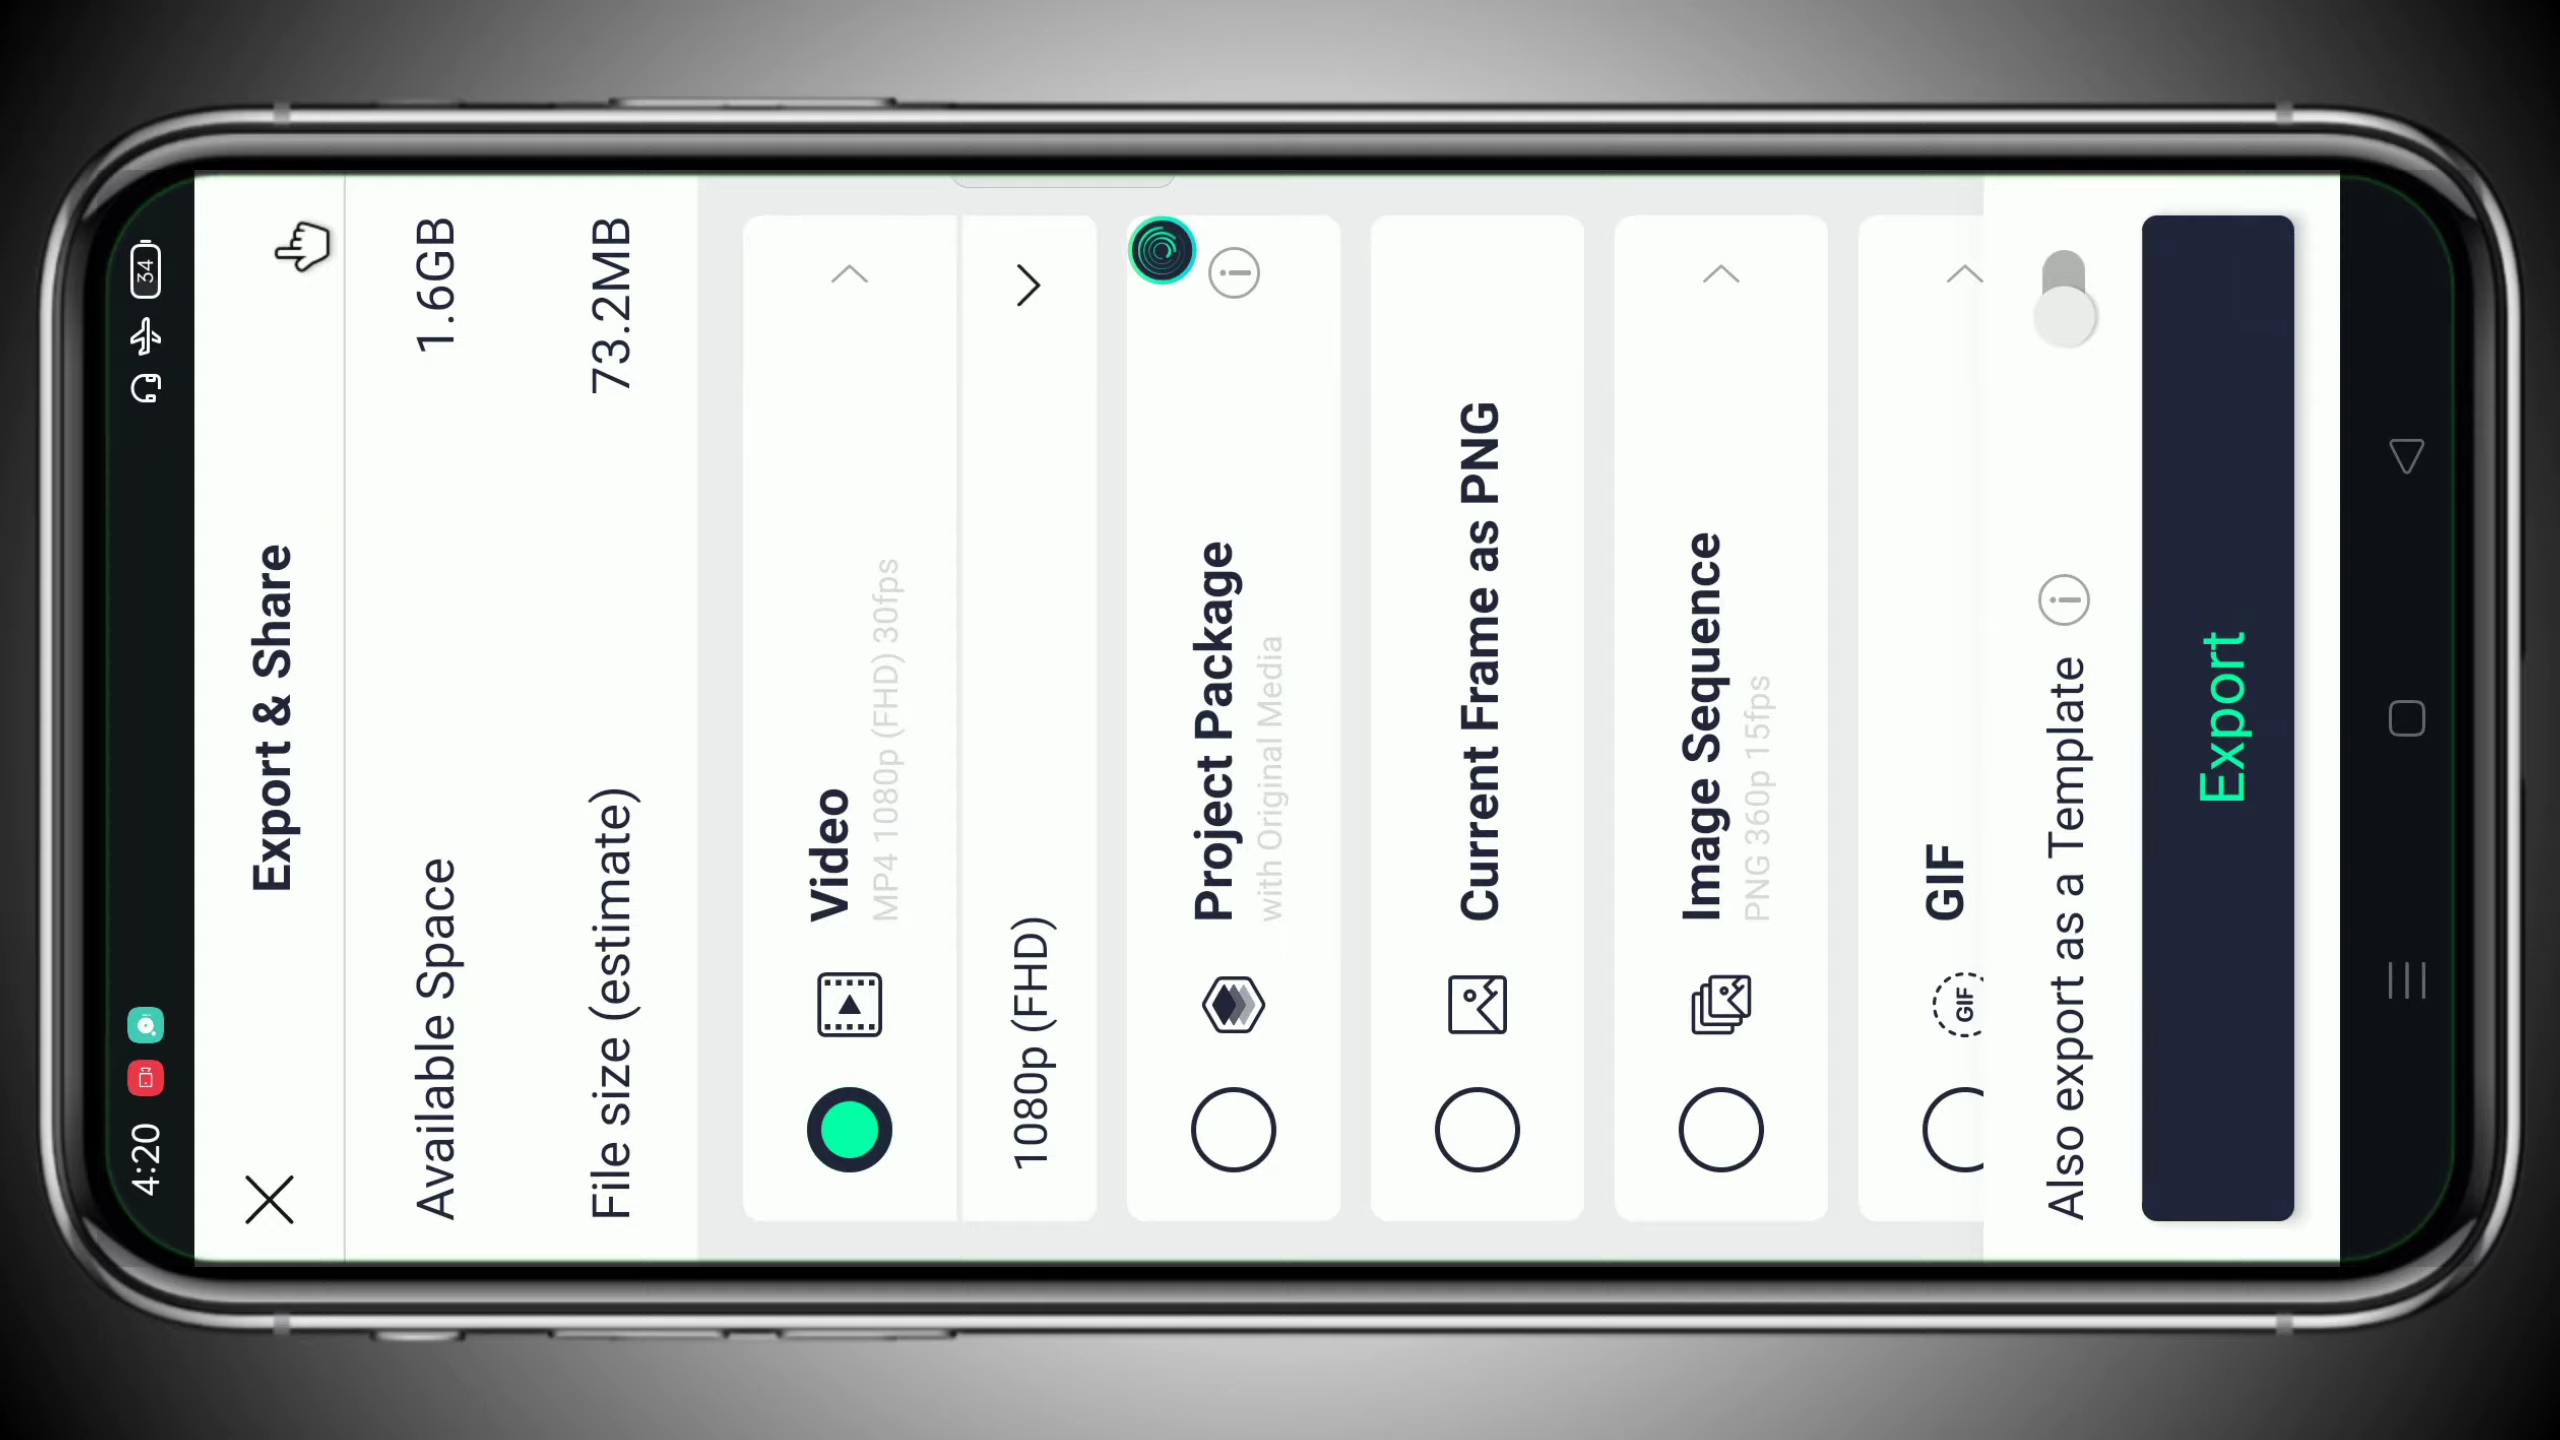 4:20
34
Export & Share
Available Space 1.6GB
File size (estimate) 73.2MB
Video
MP4 1080p (FHD) 30fps
1080p (FHD)
Project Package
with Original Media
Current Frame as PNG
Image Sequence
PNG 360p 15fps
GIF
GIF
Also export as a Template
Export